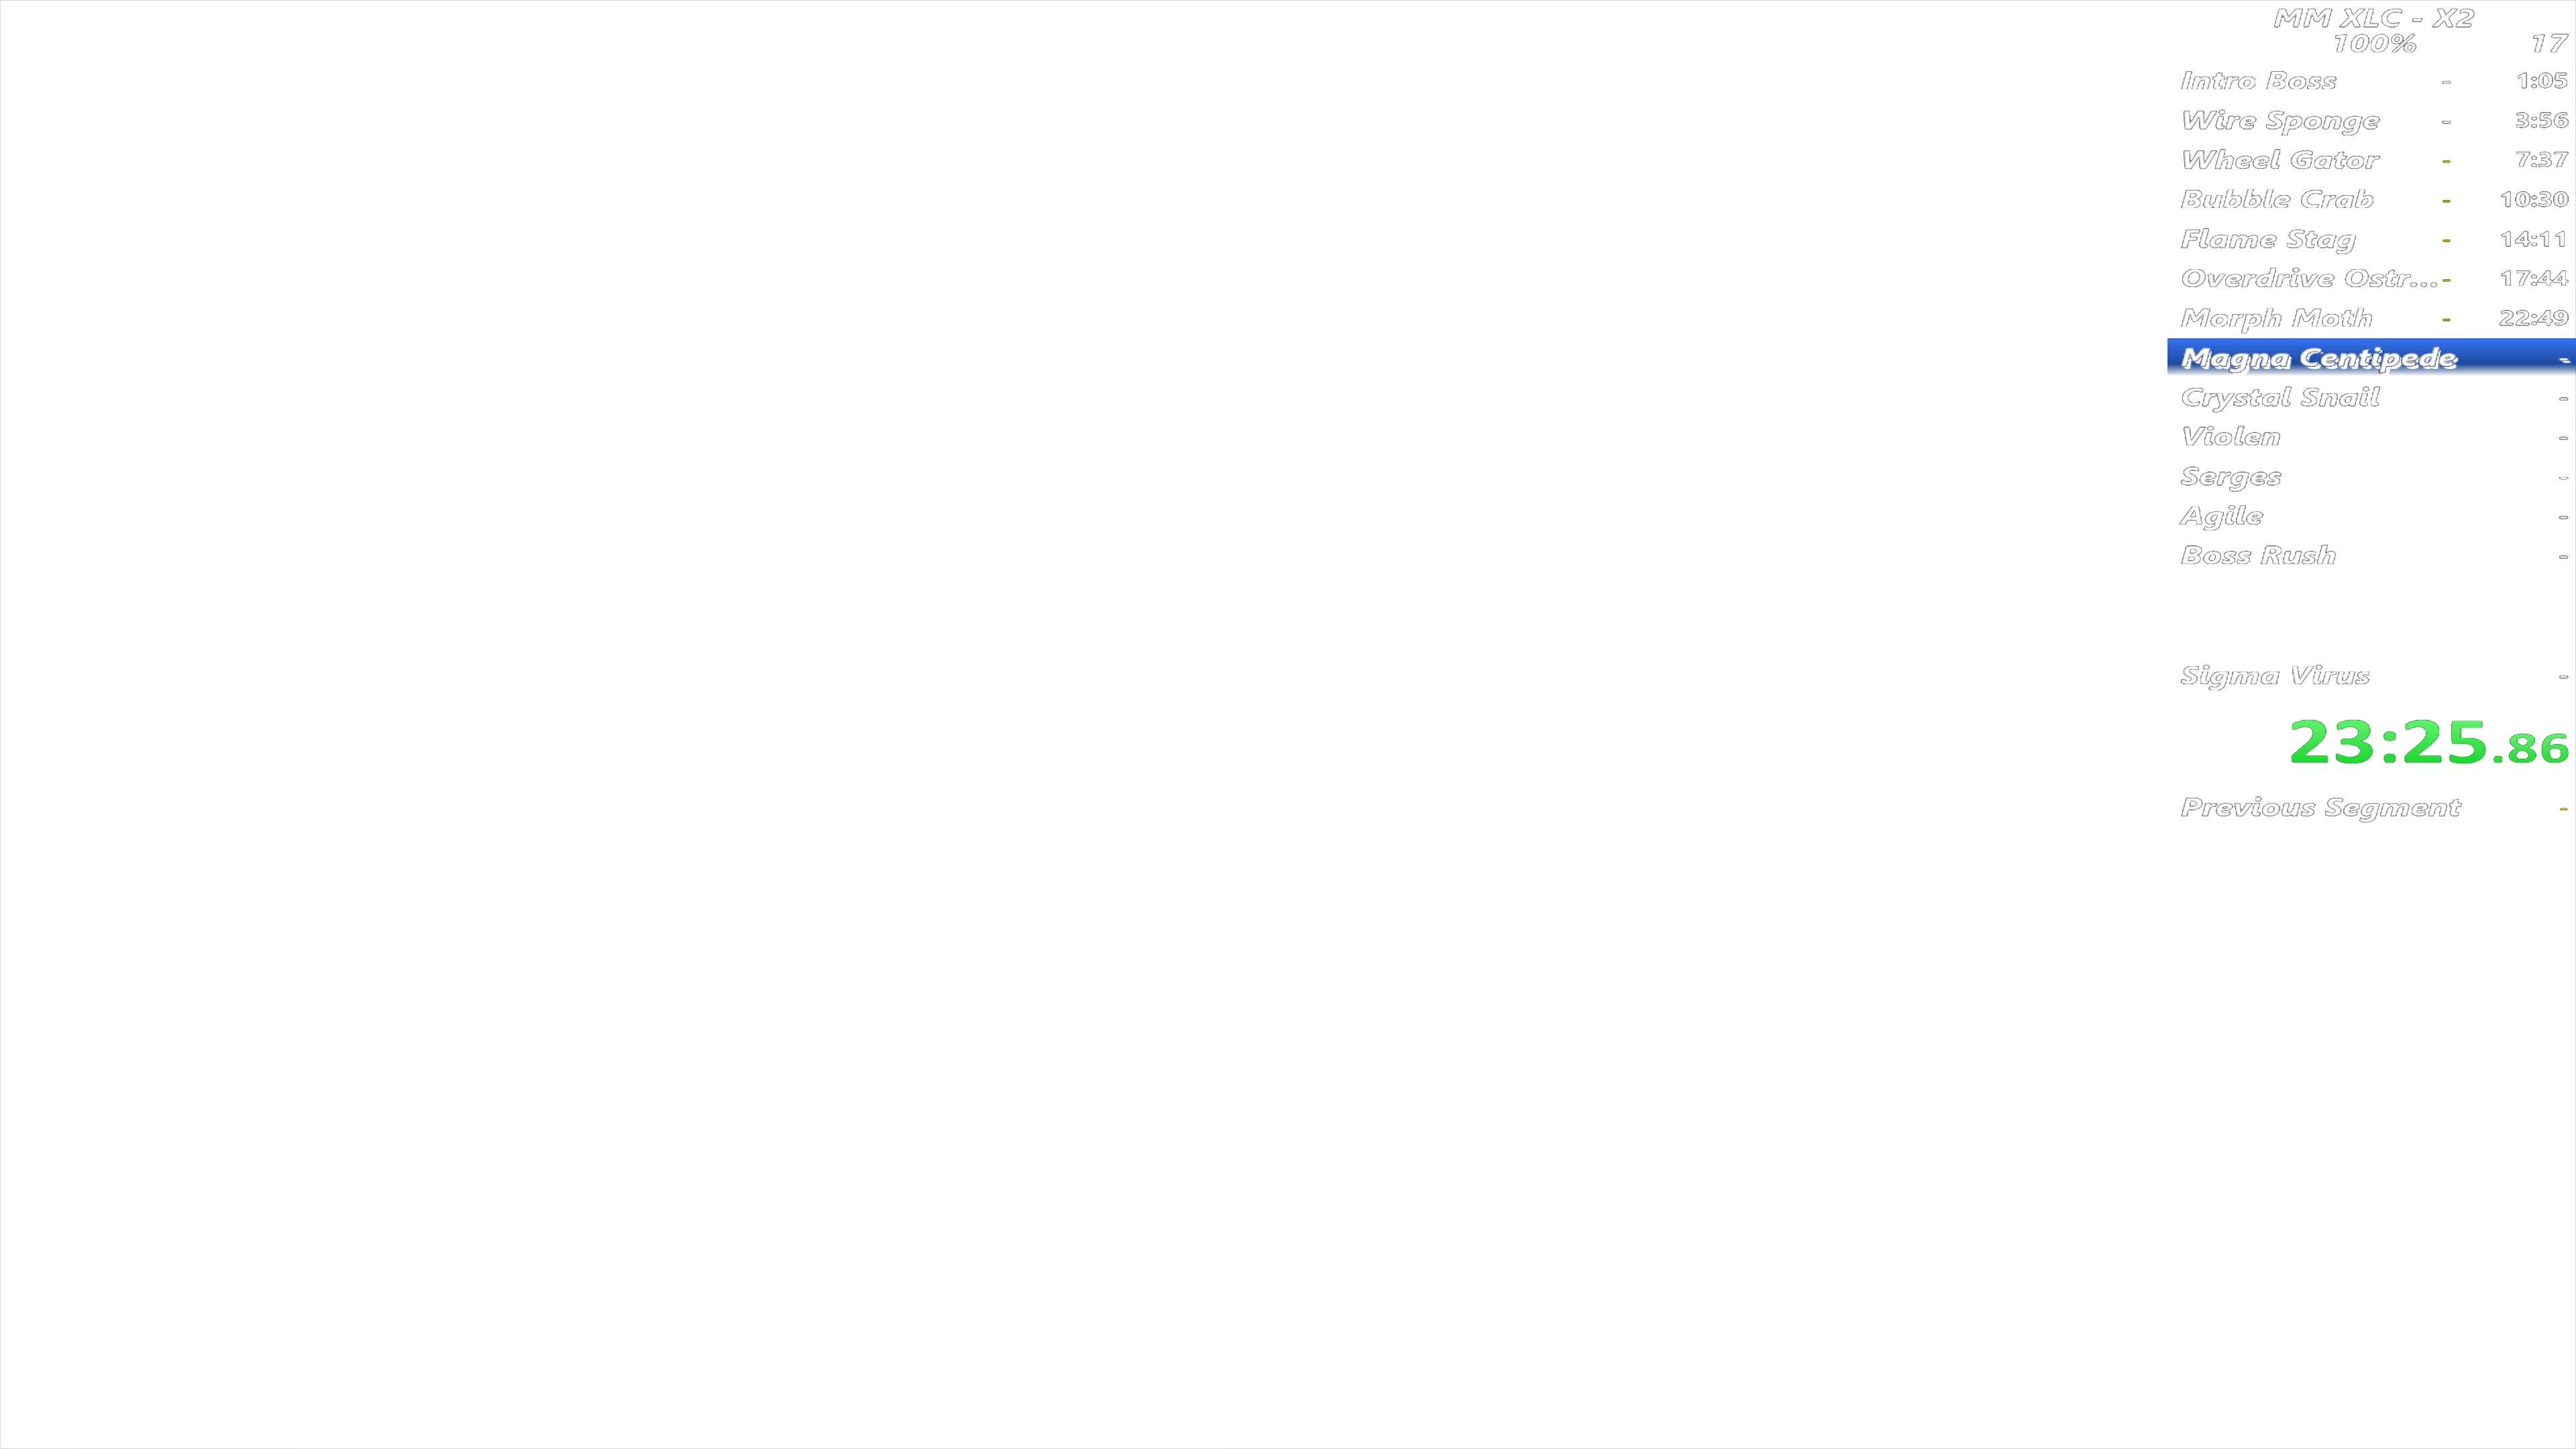 MM XLC - X2
100% 17
Intro Boss - 1:05
Wire Sponge - 3:56
Wheel Gator - 7:37
Bubble Crab - 10:30
Flame Stag - 14:11
Overdrive Ostr... - 17:44
Morph Moth - 22:49
Magna Centipede -
Crystal Snail -
Violen -
Serges -
Agile -
Boss Rush -
Sigma Virus -
23:25.86
Previous Segment -